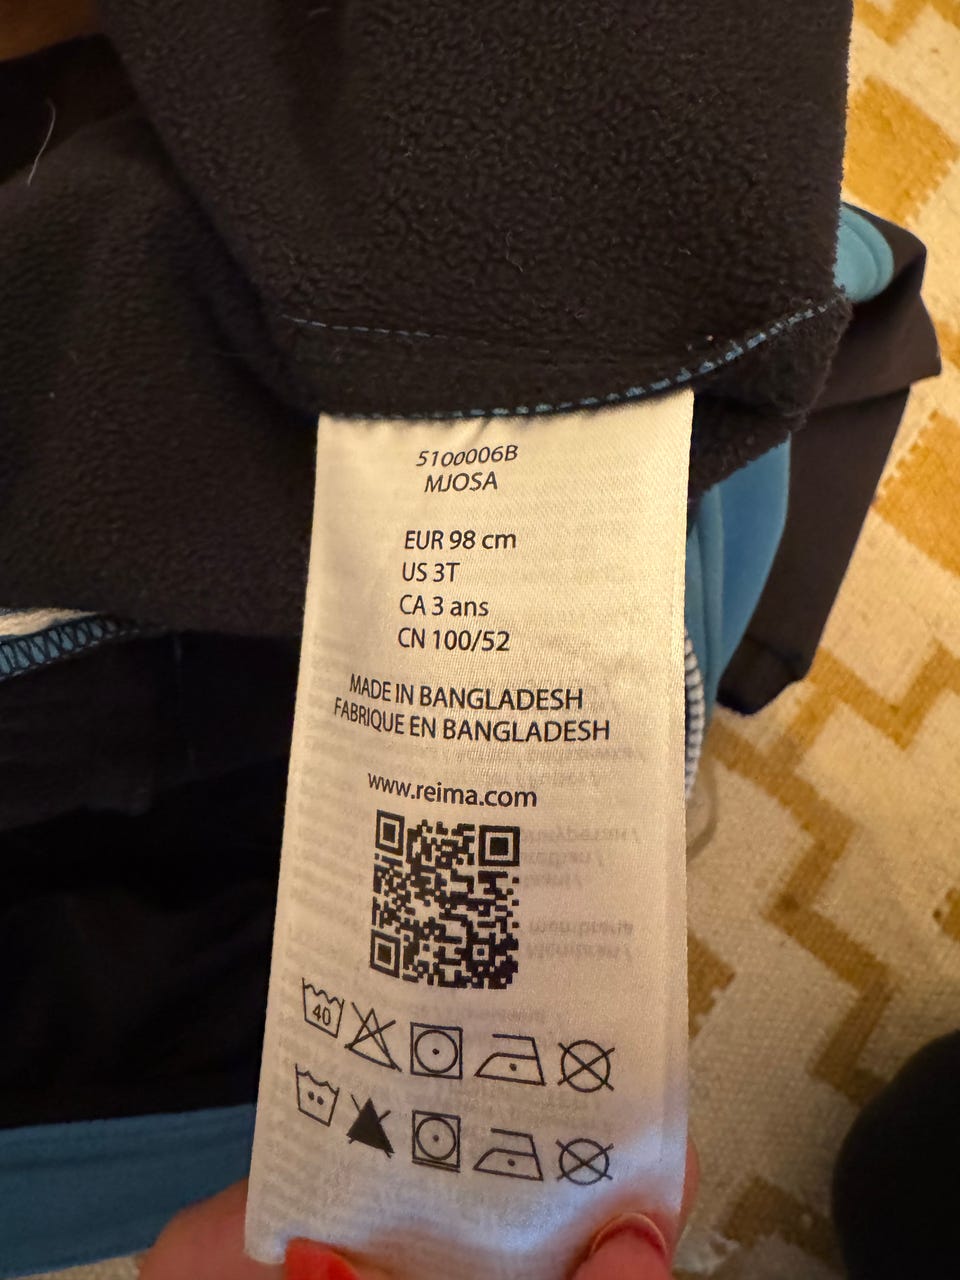 5100006B
MJOSA
EUR 98 cm
US 3T
CA 3 ans
CN 100/52
MADE IN BANGLADESH
FABRIQUE EN BANGLADESH
www.reima.com
40